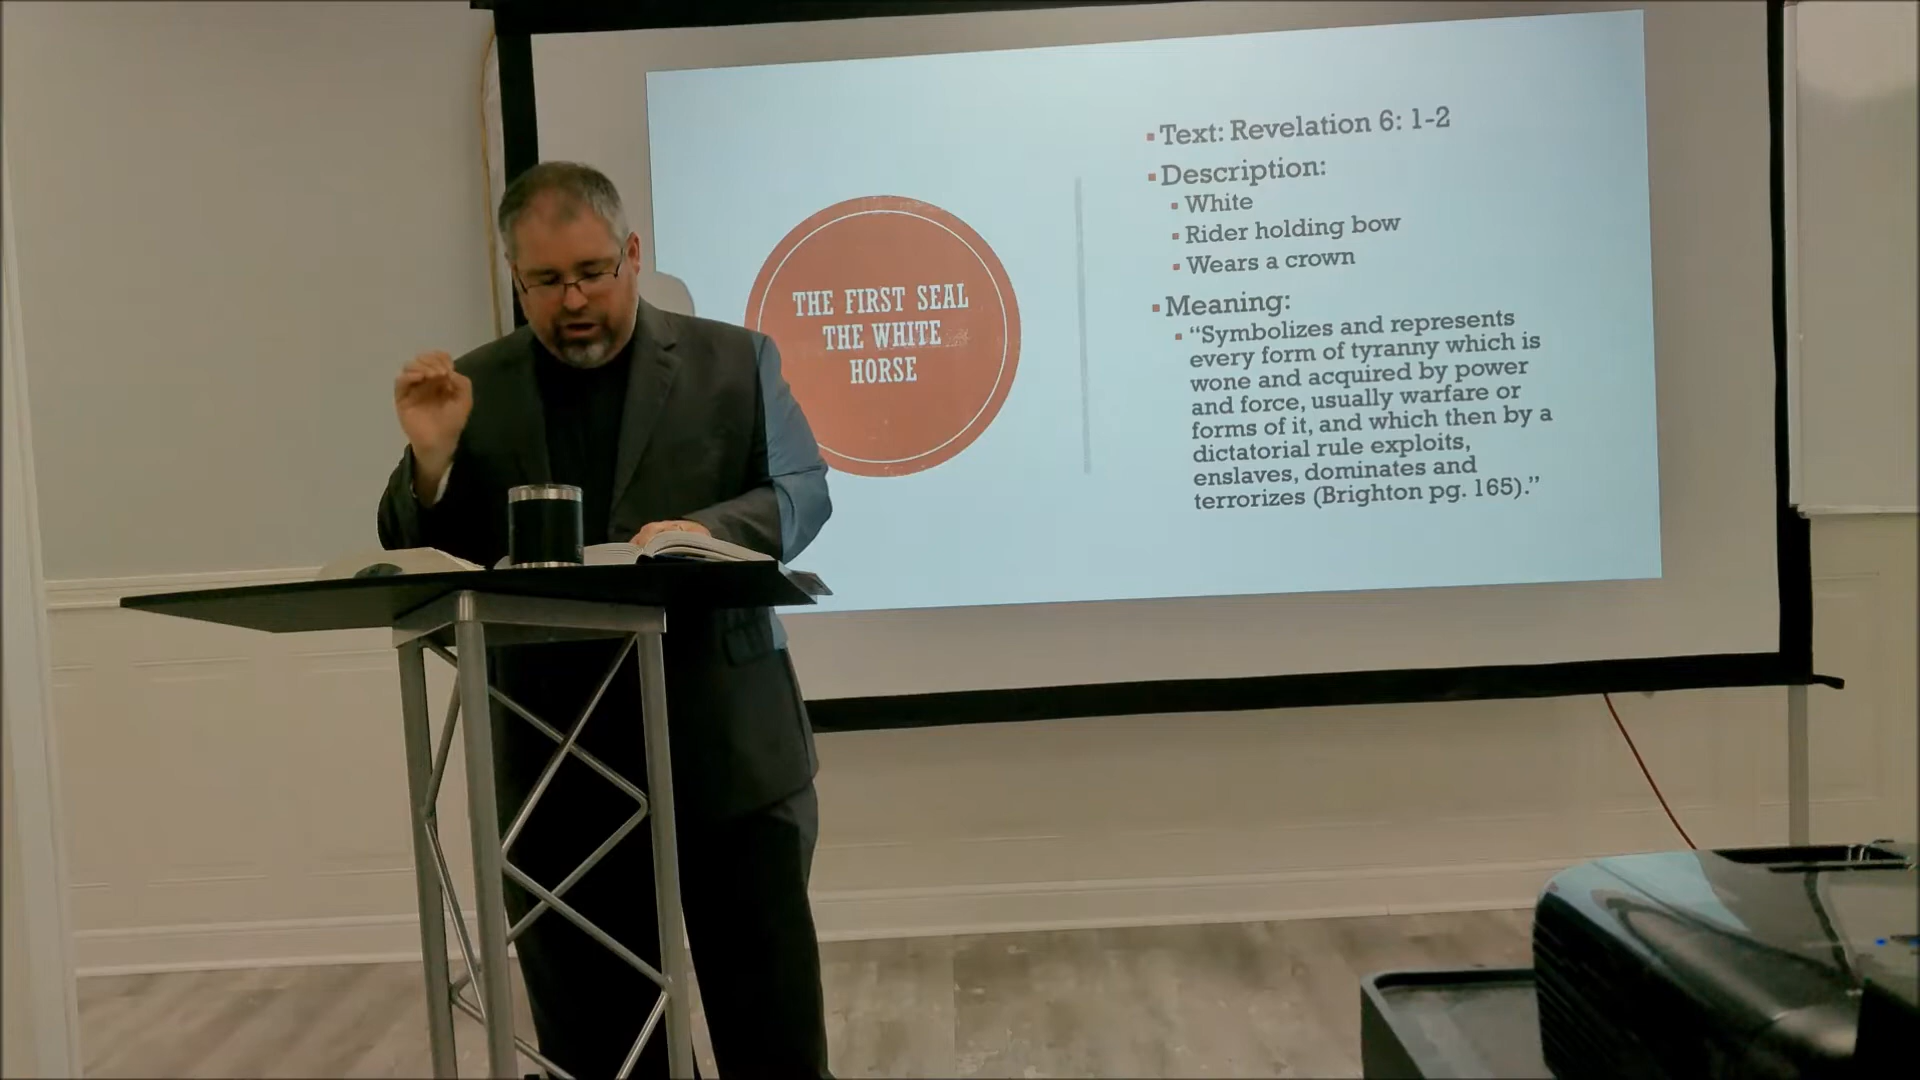 THE FIRST SEAL
THE WHITE
HORSE
Text: Revelation 6: 1-2
Description:
White
Rider holding bow
Wears a crown
Meaning:
“Symbolizes and represents
every form of tyranny which is
wone and acquired by power
and force, usually warfare or
forms of it, and which then by a
dictatorial rule exploits,
enslaves, dominates and
terrorizes (Brighton pg. 165).”